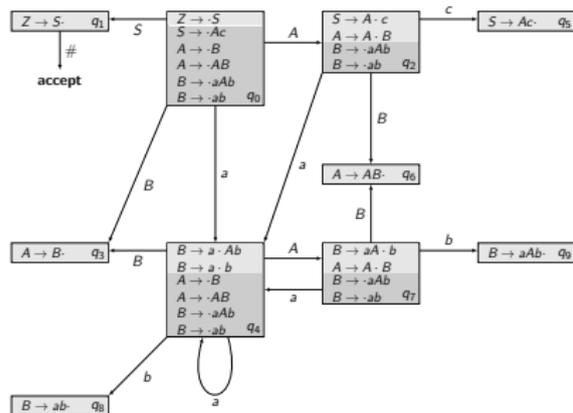 Z → S· q₁
S
#
accept
Z → ·S
S → ·Ac
A → ·B
A → ·AB
B → ·aAb
B → ·ab q₀
A
S → A · c
A → A · B
B → ·aAb
B → ·ab q₂
c
S → Ac· q₅
B
a
a
B
A → AB· q₆
B
A → B· q₃
B
B → a · Ab
B → a · b
A → ·B
A → ·AB
B → ·aAb
B → ·ab q₄
A
a
B → aA · b
A → A · B
B → ·aAb
B → ·ab q₇
b
B → aAb· q₉
b
a
B → ab· q₈